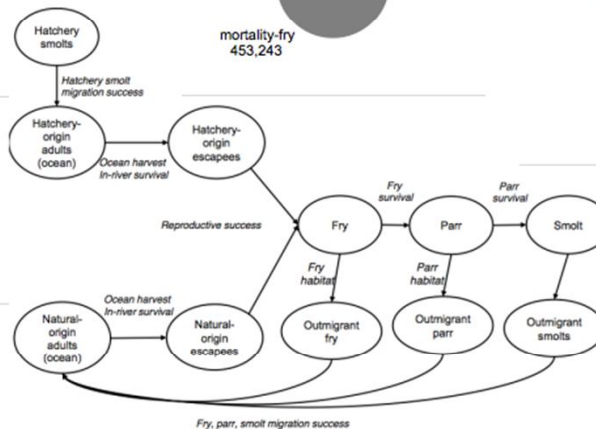 Hatchery
smolts
mortality-fry
453,243
Hatchery smolt
migration success
Hatchery-
origin
adults
(ocean)
Ocean harvest
In-river survival
Hatchery-
origin
escapees
Reproductive success
Fry
Fry
survival
Parr
Parr
survival
Smolt
Fry
habitat
Parr
habitat
Natural-
origin
adults
(ocean)
Ocean harvest
In-river survival
Natural-
origin
escapees
Outmigrant
fry
Outmigrant
parr
Outmigrant
smolts
Fry, parr, smolt migration success